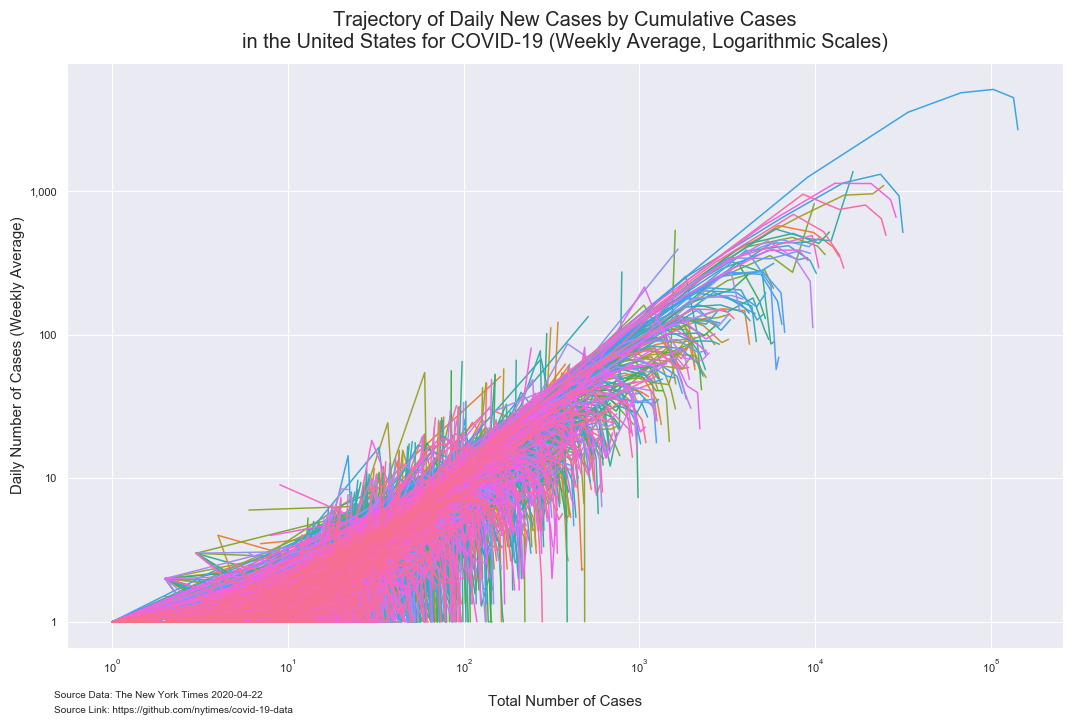 Trajectory of Daily New Cases by Cumulative Cases
in the United States for COVID-19 (Weekly Average, Logarithmic Scales)
Daily Number of Cases (Weekly Average)
1,000
100
10
1
10⁰ 10¹ 10² 10³ 10⁴ 10⁵
Total Number of Cases
Source Data: The New York Times 2020-04-22
Source Link: https://github.com/nytimes/covid-19-data